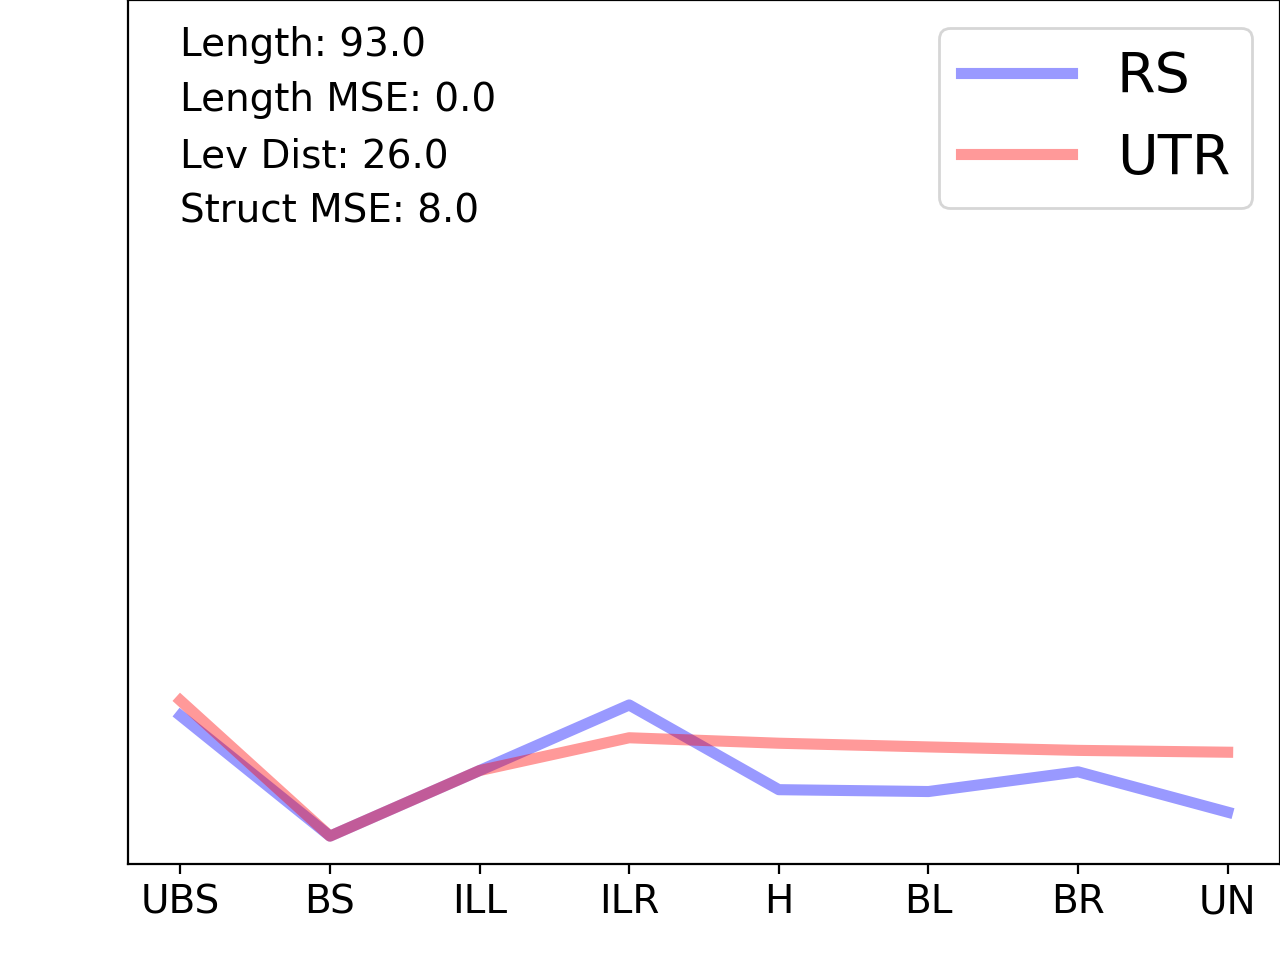 Length: 93.0
Length MSE: 0.0
Lev Dist: 26.0
Struct MSE: 8.0
RS
UTR
UBS BS ILL ILR H BL BR UN